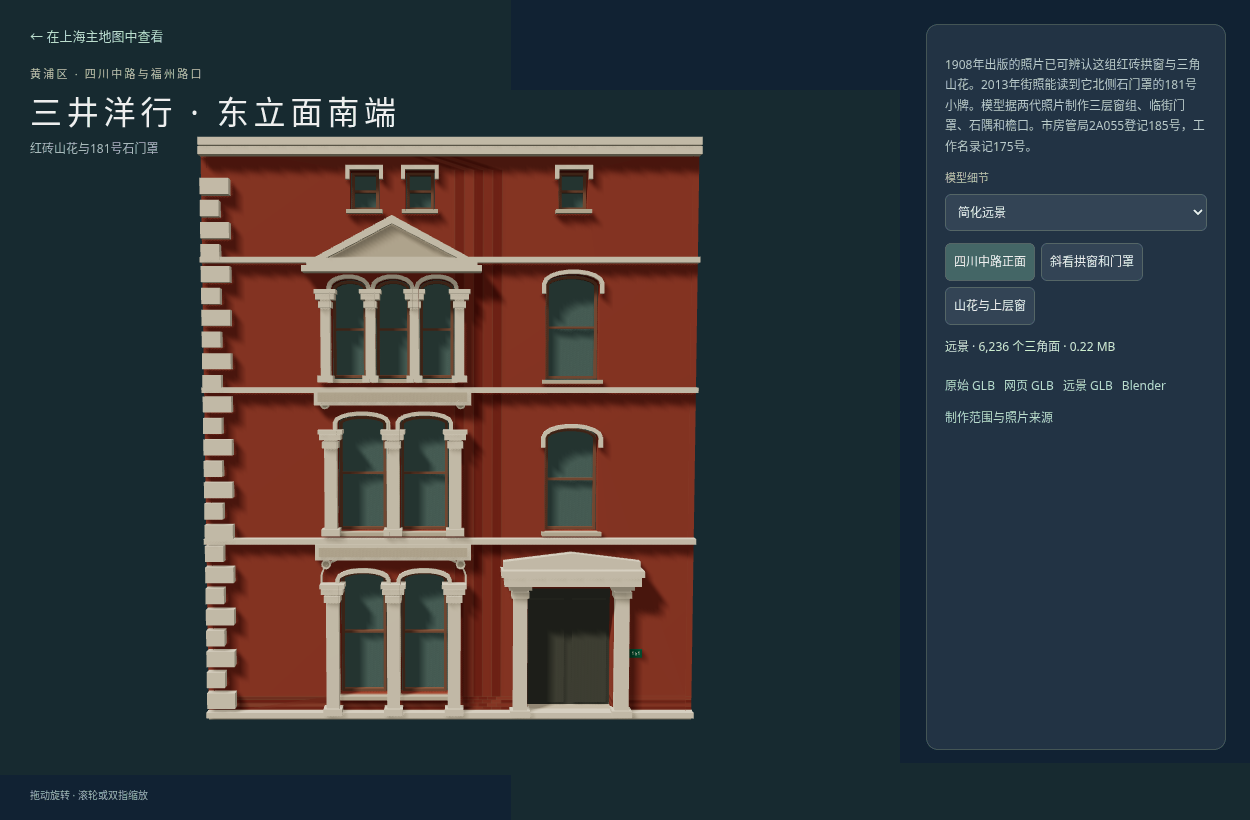 ← 在上海主地图中查看
黄浦区 · 四川中路与福州路口
三井洋行 · 东立面南端
红砖山花与181号石门罩
1908年出版的照片已可辨认这组红砖拱窗与三角
山花。2013年街照能读到它北侧石门罩的181号
小牌。模型据两代照片制作三层窗组、临街门
罩、石隅和檐口。市房管局2A055登记185号，工
作名录记175号。
模型细节
简化远景
四川中路正面 斜看拱窗和门罩
山花与上层窗
远景 · 6,236 个三角面 · 0.22 MB
原始 GLB 网页 GLB 远景 GLB Blender
制作范围与照片来源
181
拖动旋转 · 滚轮或双指缩放